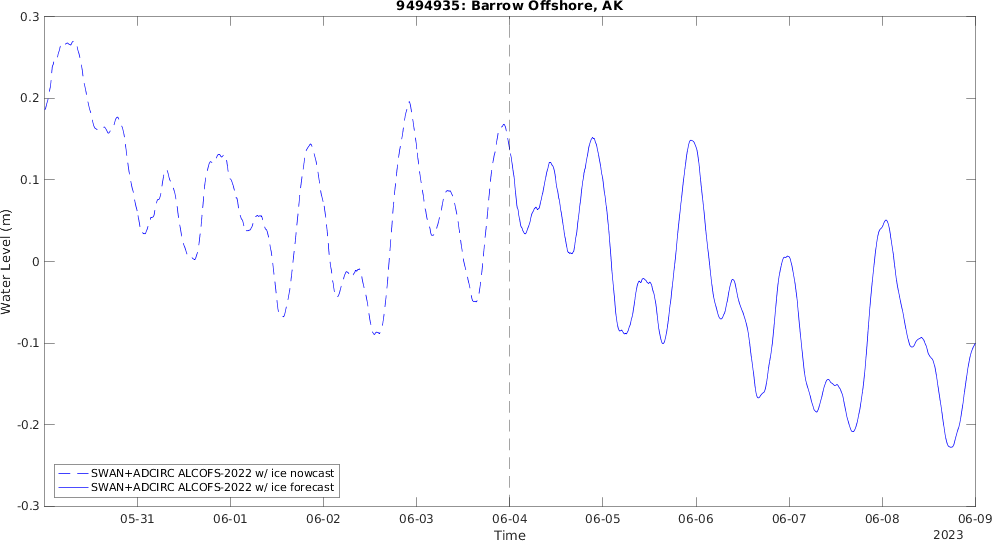 9494935: Barrow Offshore, AK
0.3
0.2
0.1
0
-0.1
-0.2
-0.3
Water Level (m)
SWAN+ADCIRC ALCOFS-2022 w/ ice nowcast
SWAN+ADCIRC ALCOFS-2022 w/ ice forecast
05-31 06-01 06-02 06-03 06-04 06-05 06-06 06-07 06-08 06-09
Time
2023